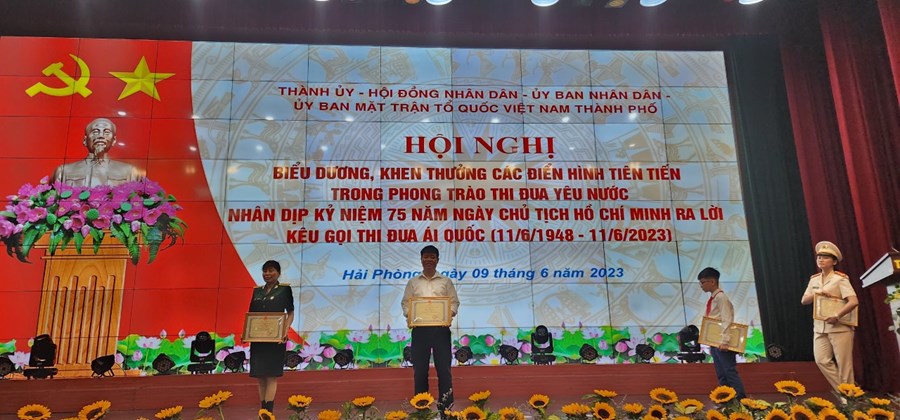 THÀNH ỦY - HỘI ĐỒNG NHÂN DÂN - ỦY BAN NHÂN DÂN -
ỦY BAN MẶT TRẬN TỔ QUỐC VIỆT NAM THÀNH PHỐ
HỘI NGHỊ
BIỂU DƯƠNG, KHEN THƯỞNG CÁC ĐIỂN HÌNH TIÊN TIẾN
TRONG PHONG TRÀO THI ĐUA YÊU NƯỚC
NHÂN DỊP KỶ NIỆM 75 NĂM NGÀY CHỦ TỊCH HỒ CHÍ MINH RA LỜI
KÊU GỌI THI ĐUA ÁI QUỐC (11/6/1948 - 11/6/2023)
Hải Phòng, ngày 09 tháng 6 năm 2023